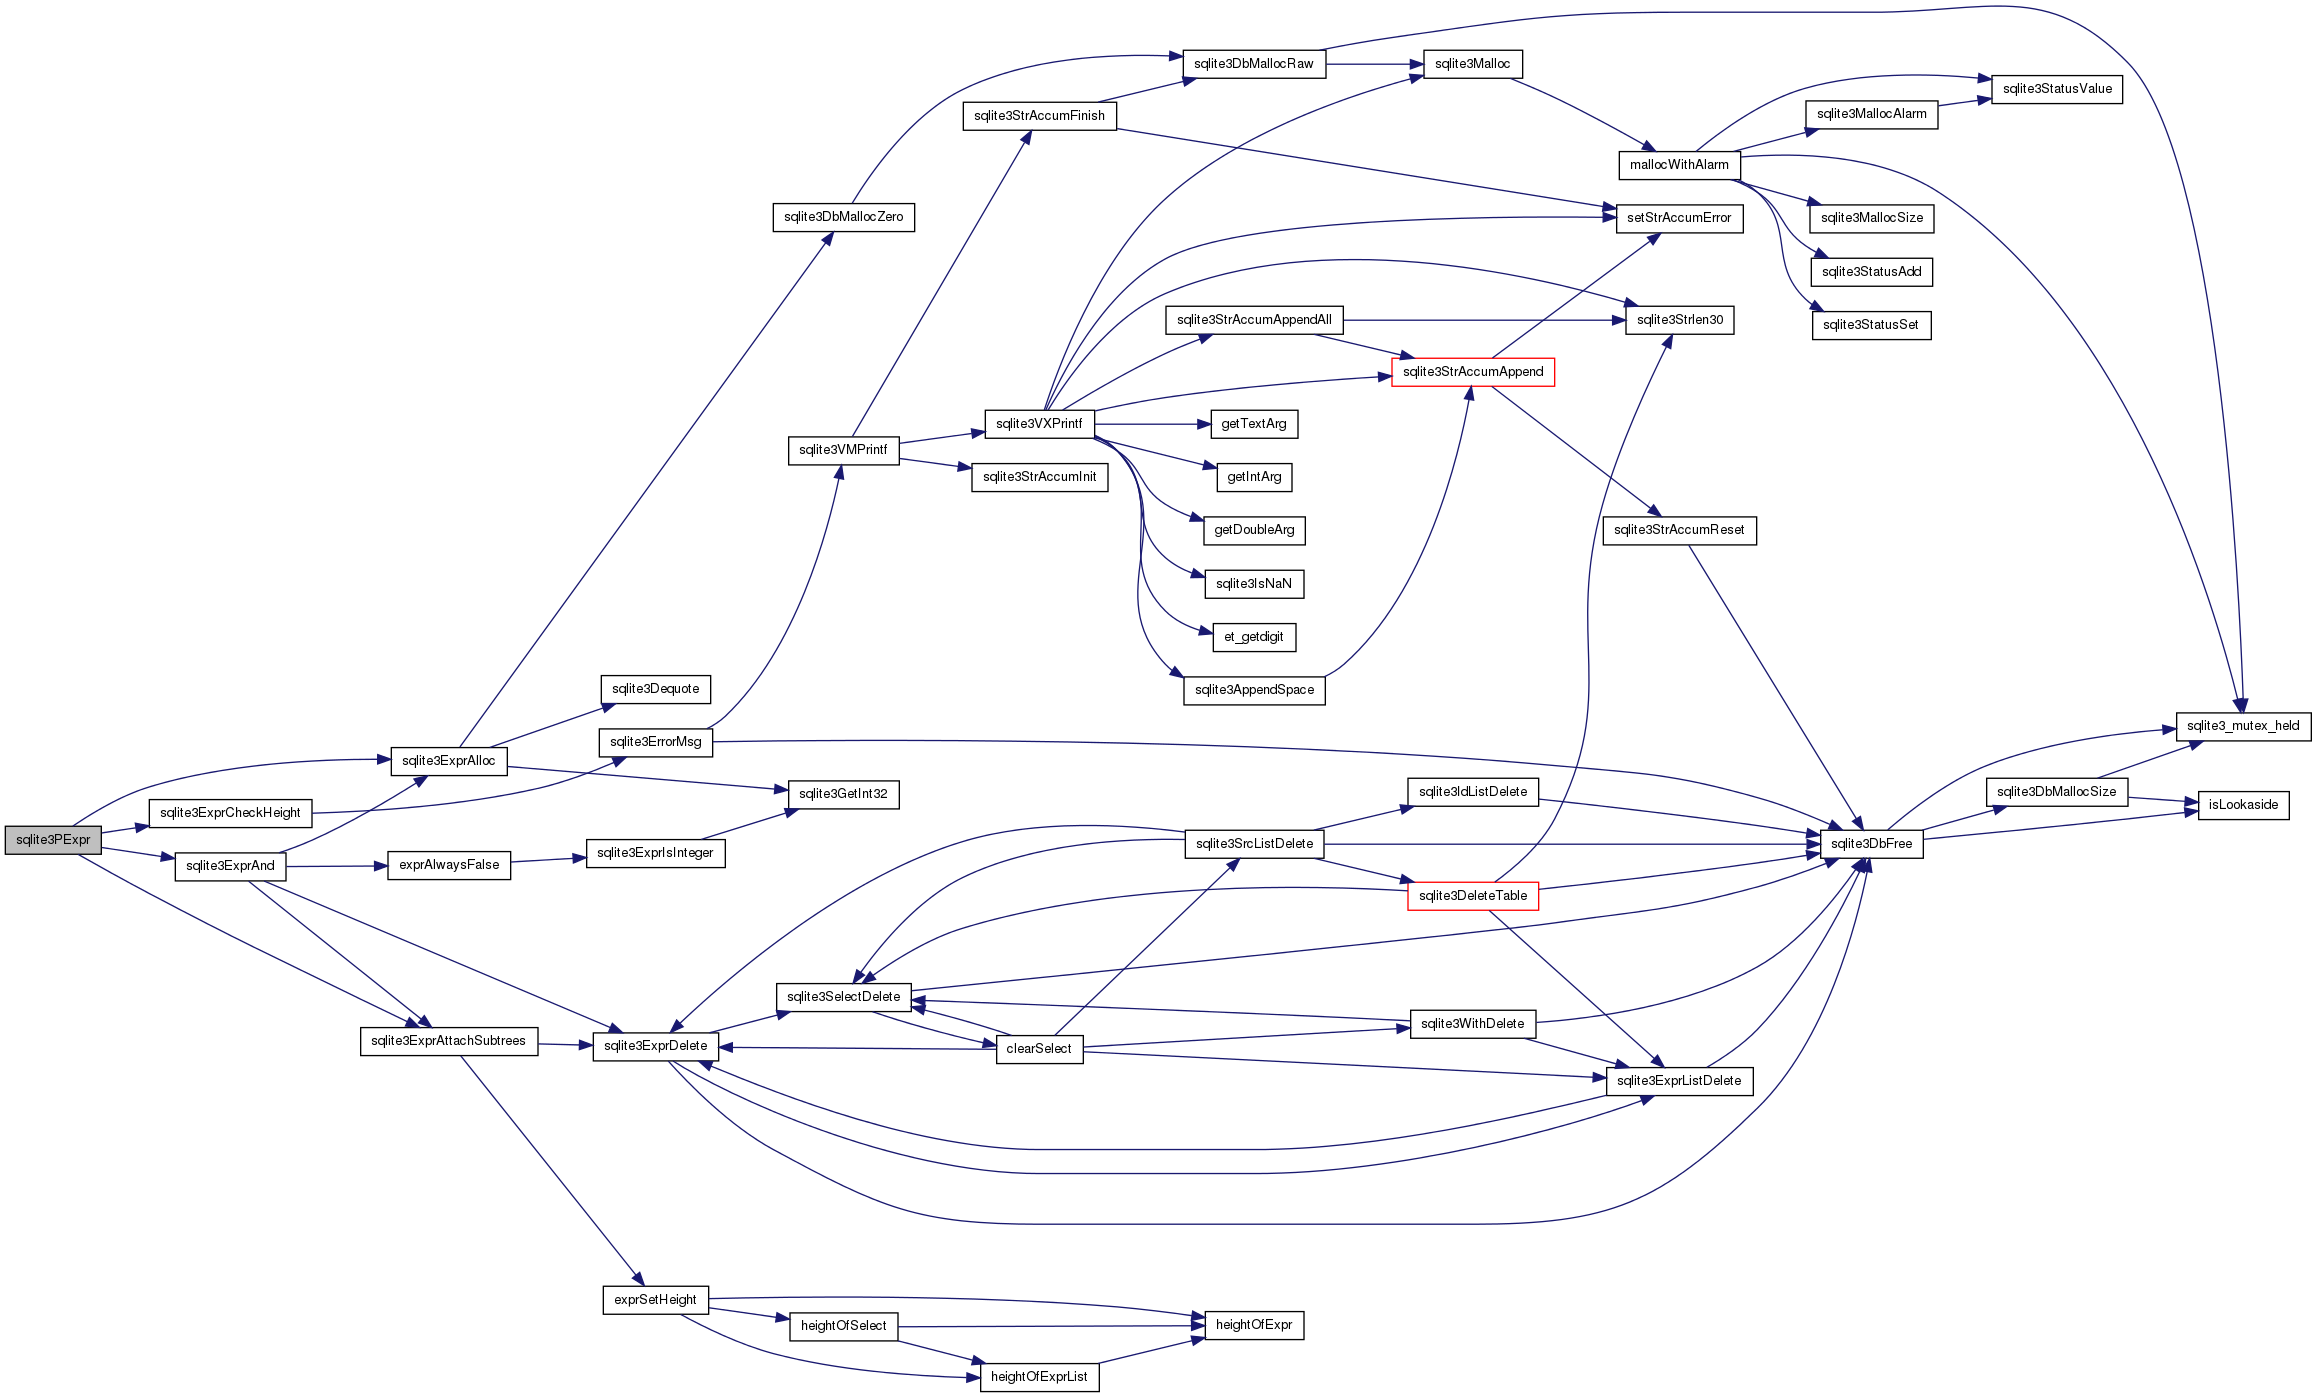 sqlite3DbMallocRaw
sqlite3Malloc
sqlite3StatusValue
sqlite3StrAccumFinish
sqlite3MallocAlarm
mallocWithAlarm
sqlite3DbMallocZero
setStrAccumError
sqlite3MallocSize
sqlite3StatusAdd
sqlite3StrAccumAppendAll
sqlite3Strlen30
sqlite3StatusSet
sqlite3StrAccumAppend
sqlite3VXPrintf
getTextArg
sqlite3VMPrintf
sqlite3StrAccumInit
getIntArg
getDoubleArg
sqlite3StrAccumReset
sqlite3IsNaN
et_getdigit
sqlite3Dequote
sqlite3AppendSpace
sqlite3_mutex_held
sqlite3ErrorMsg
sqlite3ExprAlloc
sqlite3GetInt32
sqlite3IdListDelete
sqlite3DbMallocSize
isLookaside
sqlite3ExprCheckHeight
sqlite3PExpr
sqlite3SrcListDelete
sqlite3DbFree
sqlite3ExprIsInteger
sqlite3ExprAnd
exprAlwaysFalse
sqlite3DeleteTable
sqlite3SelectDelete
sqlite3WithDelete
sqlite3ExprAttachSubtrees
sqlite3ExprDelete
clearSelect
sqlite3ExprListDelete
exprSetHeight
heightOfSelect
heightOfExpr
heightOfExprList